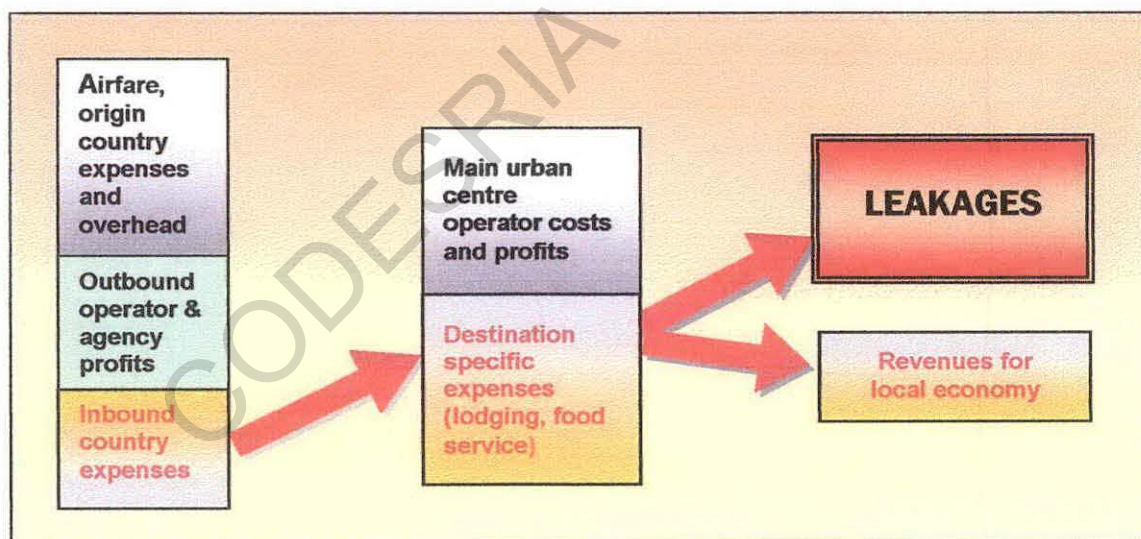 Airfare,
origin
country
expenses
and
overhead
Outbound
operator &
agency
profits
Inbound
country
expenses
Main urban
centre
operator costs
and profits
Destination
specific
expenses
(lodging, food
service)
LEAKAGES
Revenues for
local economy
CODESRIA